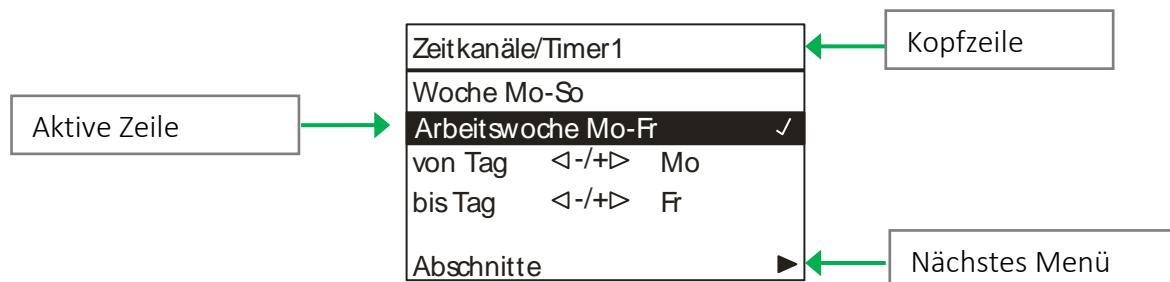 Zeitkanäle/Timer1
Kopfzeile
Woche Mo-So
Aktive Zeile
Arbeitswoche Mo-Fr ✓
von Tag ◁-/+▷ Mo
bis Tag ◁-/+▷ Fr
Abschnitte ▶
Nächstes Menü